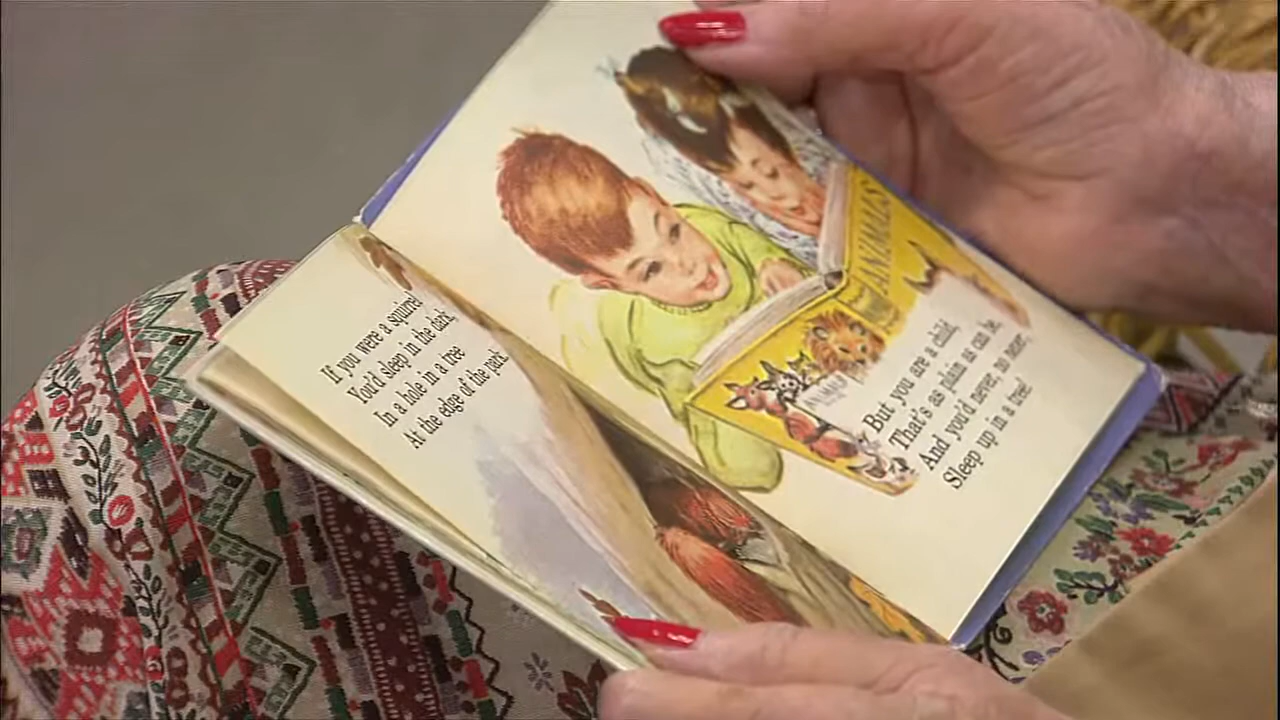 If you were a squirrel
You'd sleep in the dark,
In a hole in a tree
At the edge of the park.
ANIMALS
But you are a child,
That's as plain as can be,
And you'd never, no never,
Sleep up in a tree!